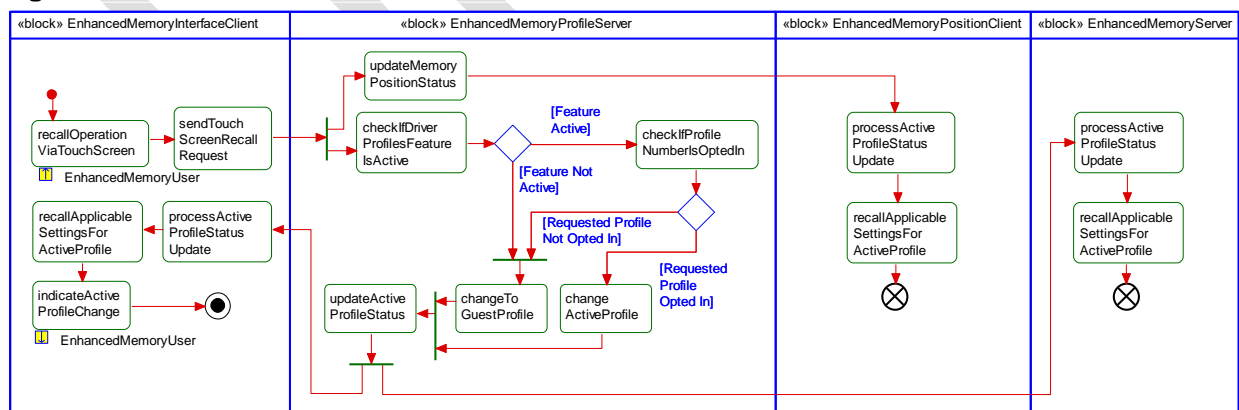 «block» EnhancedMemoryInterfaceClient
«block» EnhancedMemoryProfileServer
«block» EnhancedMemoryPositionClient
«block» EnhancedMemoryServer
recallOperation
ViaTouchScreen
EnhancedMemoryUser
sendTouch
ScreenRecall
Request
updateMemory
PositionStatus
checkIfDriver
ProfilesFeature
IsActive
[Feature
Active]
[Feature Not
Active]
checkIfProfile
NumberIsOptedIn
[Requested Profile
Not Opted In]
[Requested
Profile
Opted In]
processActive
ProfileStatus
Update
recallApplicable
SettingsFor
ActiveProfile
processActive
ProfileStatus
Update
recallApplicable
SettingsFor
ActiveProfile
recallApplicable
SettingsFor
ActiveProfile
processActive
ProfileStatus
Update
indicateActive
ProfileChange
EnhancedMemoryUser
updateActive
ProfileStatus
changeTo
GuestProfile
change
ActiveProfile